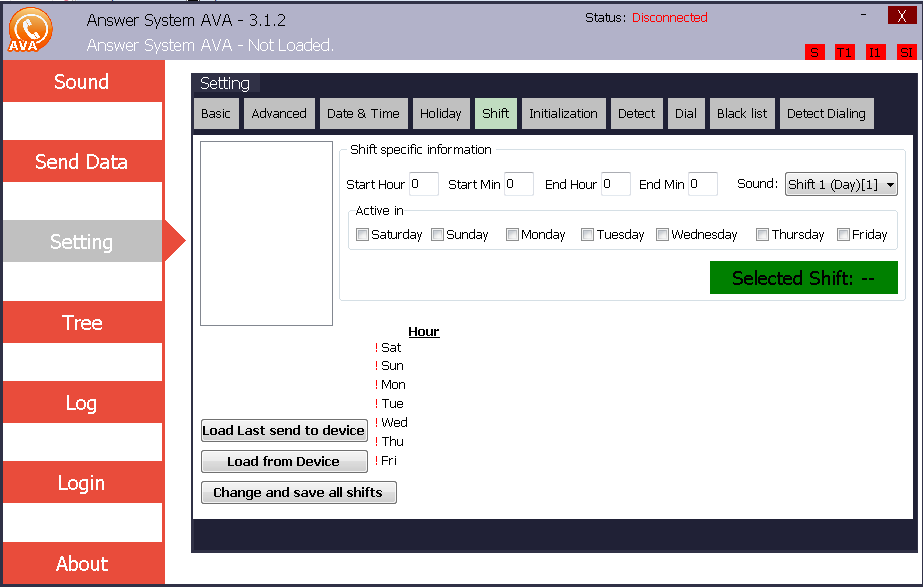 Answer System AVA - 3.1.2
Status: Disconnected
- X
AVA
Answer System AVA - Not Loaded.
S T1 I1 SI
Sound
Send Data
Setting
Tree
Log
Login
About
Setting
Basic Advanced Date & Time Holiday Shift Initialization Detect Dial Black list Detect Dialing
Shift specific information
Start Hour 0 Start Min 0 End Hour 0 End Min 0 Sound: Shift 1 (Day)[1]
Active in
Saturday Sunday Monday Tuesday Wednesday Thursday Friday
Selected Shift: --
Hour
! Sat
! Sun
! Mon
! Tue
! Wed
! Thu
! Fri
Load Last send to device
Load from Device
Change and save all shifts